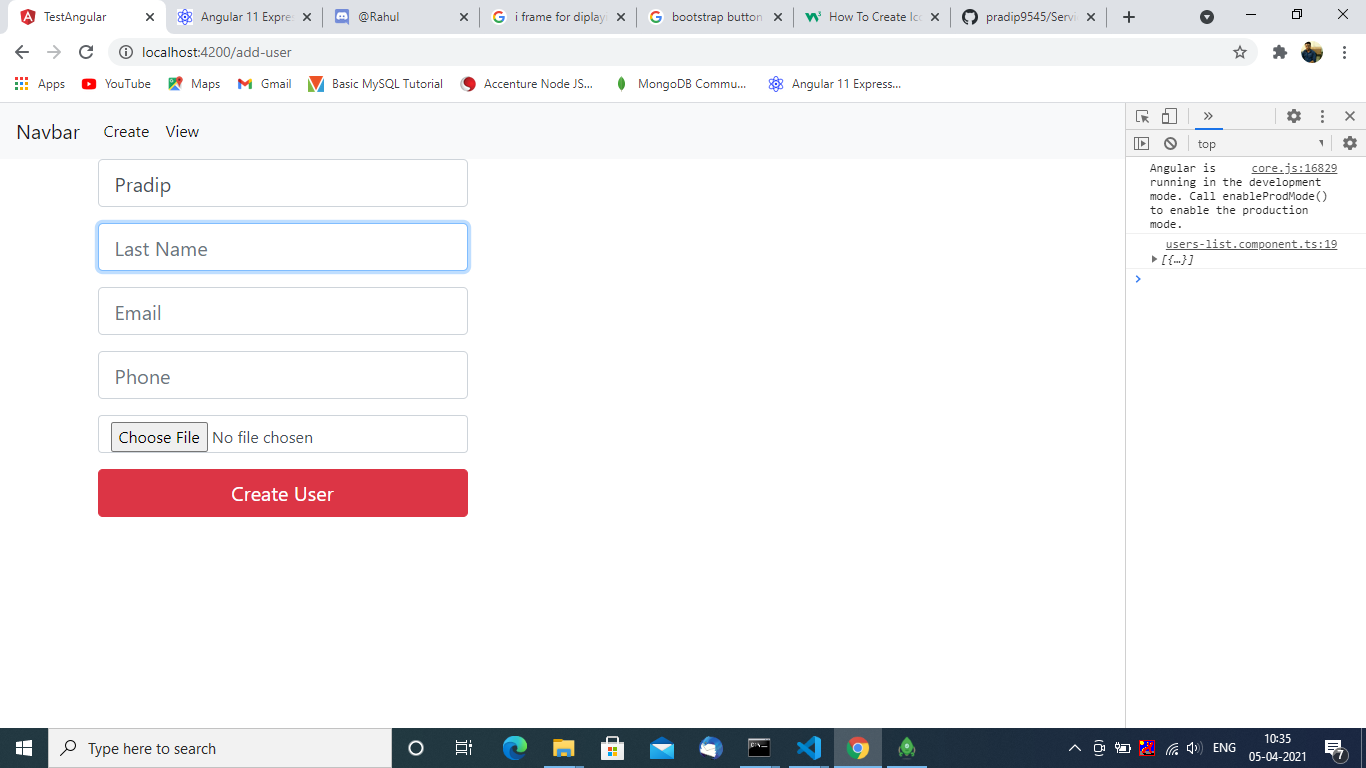 TestAngular
Angular 11 Expre
@Rahul
i frame for diplay
bootstrap button
How To Create Ico
pradip9545/Servi
localhost:4200/add-user
Apps
YouTube
Maps
Gmail
Basic MySQL Tutorial
Accenture Node JS...
MongoDB Commu...
Angular 11 Express...
Navbar
Create
View
Pradip
Last Name
Email
Phone
Choose File No file chosen
Create User
top
Angular is core.js:16829
running in the development
mode. Call enableProdMode()
to enable the production
mode.
users-list.component.ts:19
[{…}]
Type here to search
ENG
10:35
05-04-2021
7